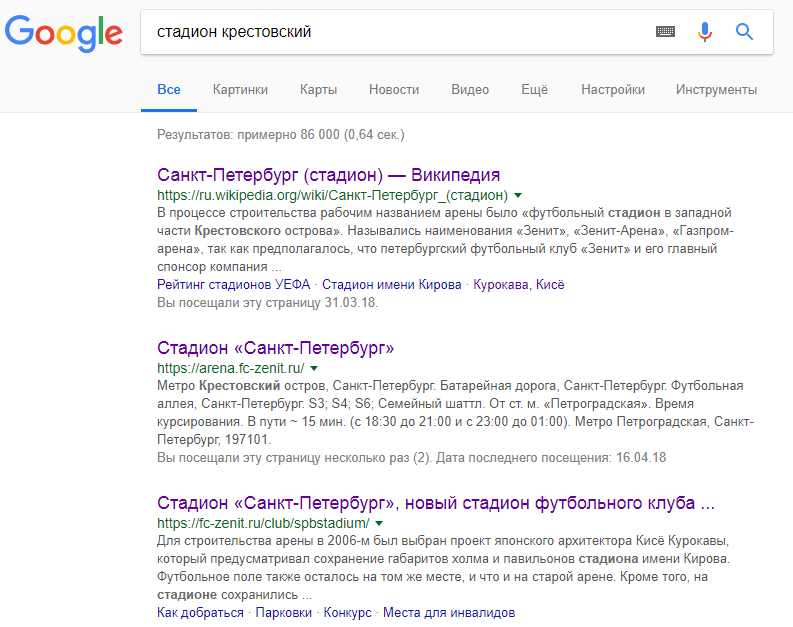 Google
стадион крестовский
Все Картинки Карты Новости Видео Ещё Настройки Инструменты
Результатов: примерно 86 000 (0,64 сек.)
Санкт-Петербург (стадион) — Википедия
https://ru.wikipedia.org/wiki/Санкт-Петербург_(стадион)
В процессе строительства рабочим названием арены было «футбольный стадион в западной
части Крестовского острова». Назывались наименования «Зенит», «Зенит-Арена», «Газпром-
арена», так как предполагалось, что петербургский футбольный клуб «Зенит» и его главный
спонсор компания ...
Рейтинг стадионов УЕФА · Стадион имени Кирова · Курокава, Кисё
Вы посещали эту страницу 31.03.18.
Стадион «Санкт-Петербург»
https://arena.fc-zenit.ru/
Метро Крестовский остров, Санкт-Петербург. Батарейная дорога, Санкт-Петербург. Футбольная
аллея, Санкт-Петербург. S3; S4; S6; Семейный шаттл. От ст. м. «Петроградская». Время
курсирования. В пути ~ 15 мин. (с 18:30 до 21:00 и с 23:00 до 01:00). Метро Петроградская, Санкт-
Петербург, 197101.
Вы посещали эту страницу несколько раз (2). Дата последнего посещения: 16.04.18
Стадион «Санкт-Петербург», новый стадион футбольного клуба ...
https://fc-zenit.ru/club/spbstadium/
Для строительства арены в 2006-м был выбран проект японского архитектора Кисё Курокавы,
который предусматривал сохранение габаритов холма и павильонов стадиона имени Кирова.
Футбольное поле также осталось на том же месте, и что и на старой арене. Кроме того, на
стадионе сохранились ...
Как добраться · Парковки · Конкурс · Места для инвалидов